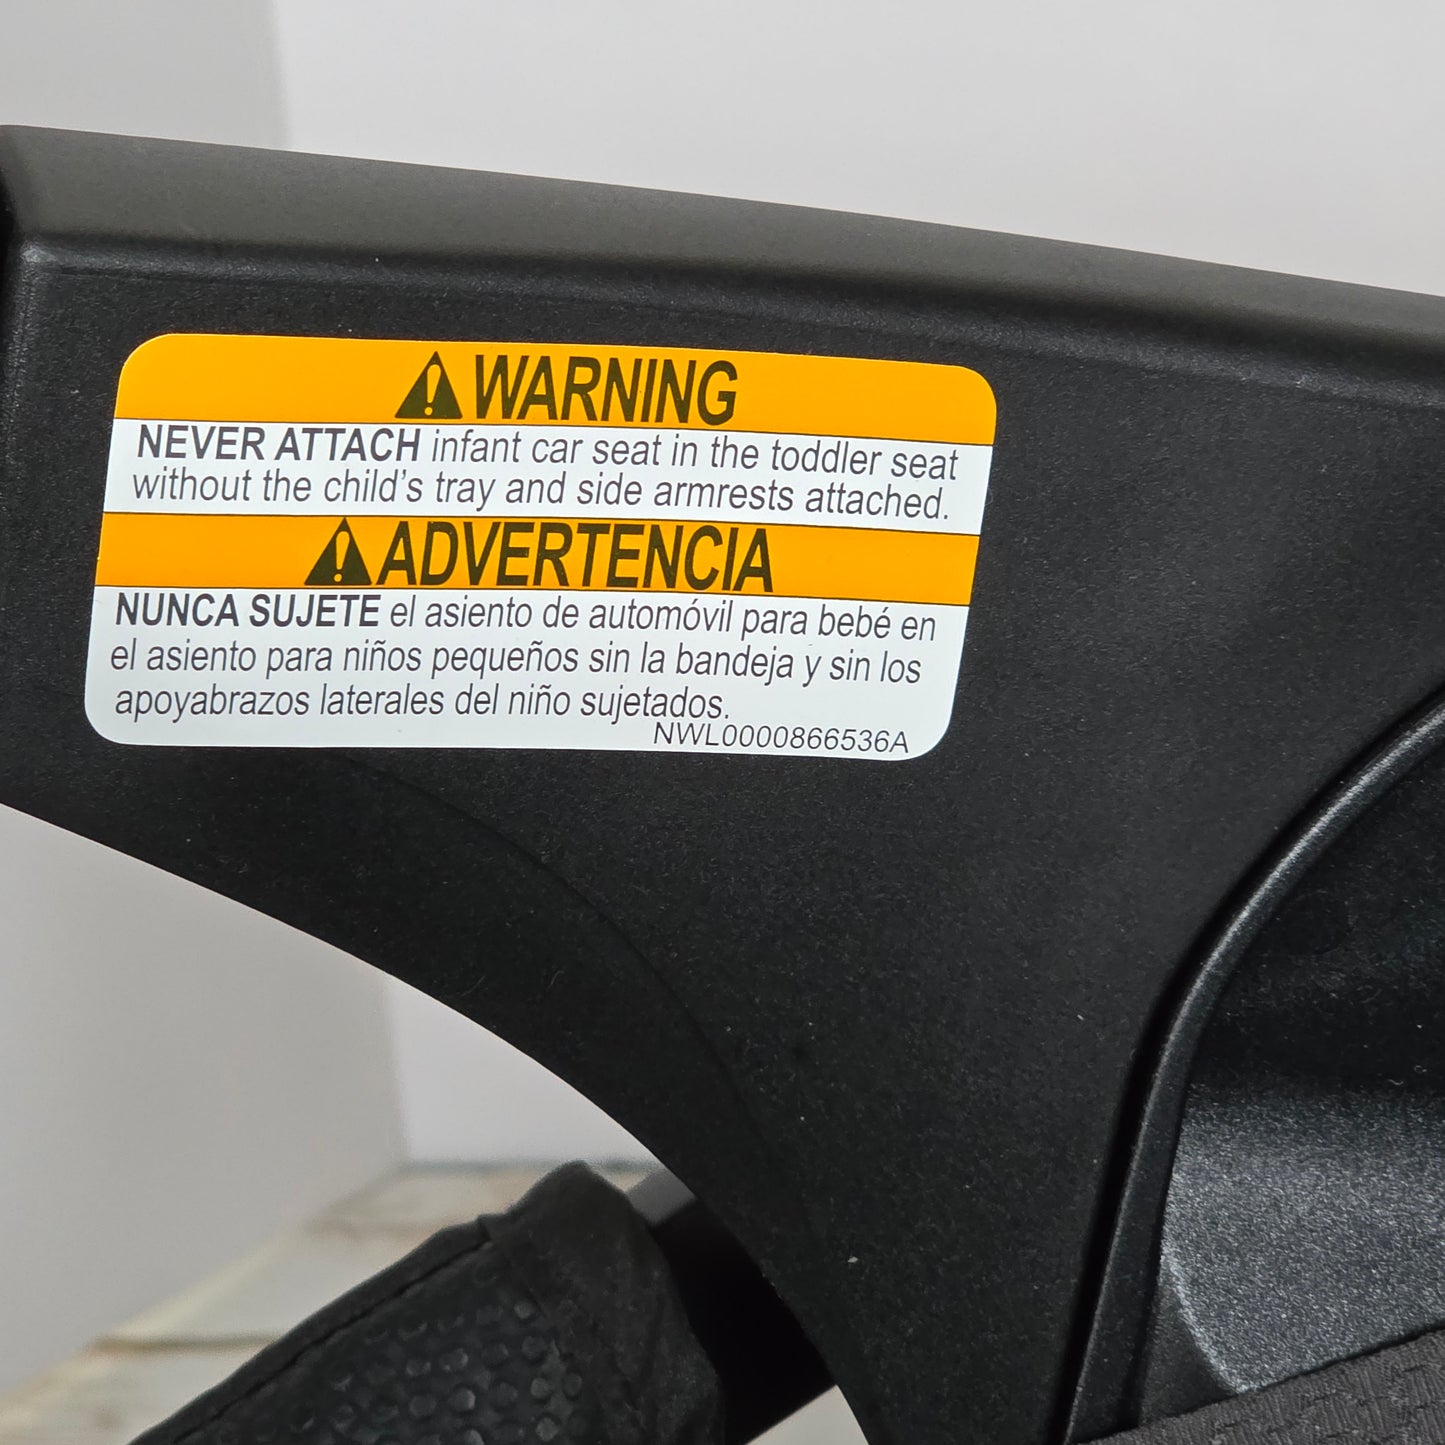 WARNING
NEVER ATTACH infant car seat in the toddler seat
without the child's tray and side armrests attached.
ADVERTENCIA
NUNCA SUJETE el asiento de automóvil para bebé en
el asiento para niños pequeños sin la bandeja y sin los
apoyabrazos laterales del niño sujetados.
NWL0000866536A